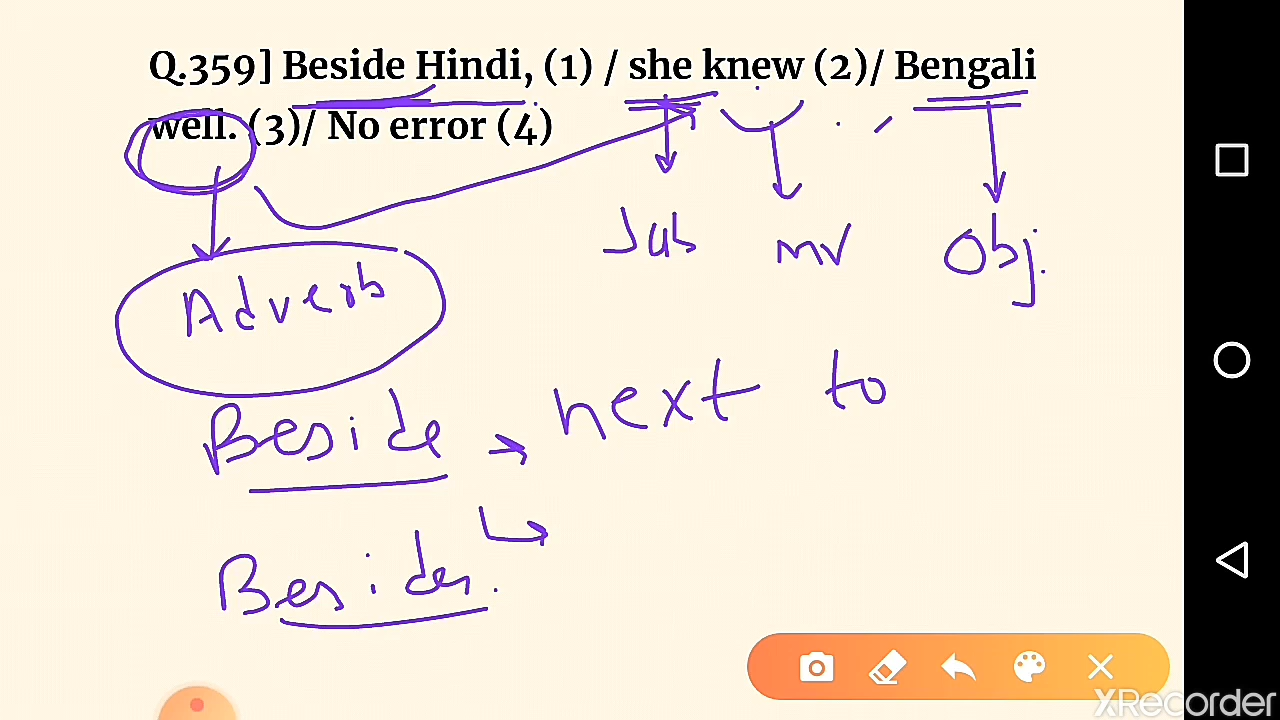 Q.359] Beside Hindi, (1) / she knew (2)/ Bengali
well. (3)/ No error (4)
Sub mv Obj.
Adverb
Beside → next to
Besides.
XRecorder